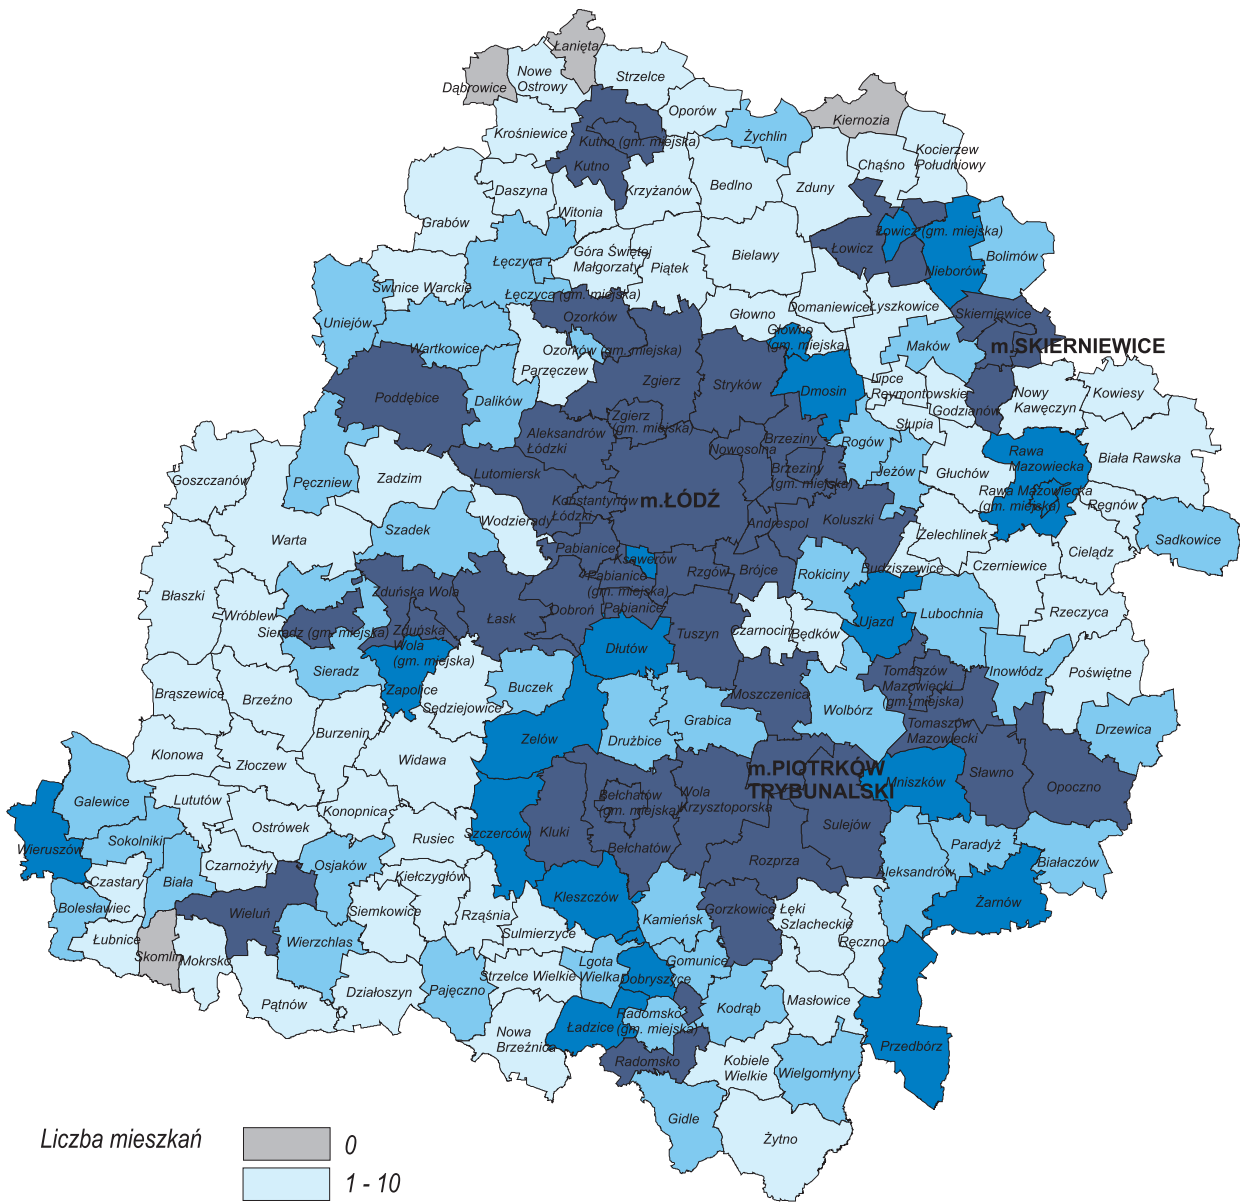 Łanięta
Nowe
Ostrowy
Strzelce
Dąbrowice
Oporów
Kiernozia
Krośniewice
Kutno (gm. miejska)
Żychlin
Kocierzew
Południowy
Chąśno
Kutno
Daszyna
Krzyżanów
Bedlno
Zduny
Witonia
Grabów
Łowicz (gm. miejska)
Góra Świętej
Małgorzaty
Łowicz
Bielawy
Bolimów
Łęczyca
Piątek
Nieborów
Świnice Warckie
Łęczyca (gm. miejska)
Domaniewice
Łyszkowice
Głowno
Skierniewice
Uniejów
Ozorków
Głowno
(gm. miejska)
m.SKIERNIEWICE
Wartkowice
Ozorków (gm. miejska)
Maków
Parzęczew
Zgierz
Stryków
Lipce
Reymontowskie
Dmosin
Nowy
Kawęczyn
Kowiesy
Poddębice
Dalików
Godzianów
Zgierz
(gm. miejska)
Słupia
Aleksandrów
Łódzki
Brzeziny
Rogów
Nowosolna
Rawa
Mazowiecka
Biała Rawska
Goszczanów
Pęczniew
Zadzim
Lutomiersk
Brzeziny
(gm. miejska)
Jeżów
Głuchów
Rawa Mazowiecka
(gm. miejska)
Konstantynów
Łódzki
m.ŁÓDŹ
Regnów
Szadek
Wodzierady
Andrespol
Koluszki
Warta
Żelechlinek
Sadkowice
Pabianice
Ksawerów
Cielądz
Budziszewice
Czerniewice
Rzgów
Brójce
Rokiciny
Pabianice
(gm. miejska)
Błaszki
Zduńska Wola
Wróblew
Dobroń
Pabianice
Lubochnia
Rzeczyca
Łask
Ujazd
Sieradz (gm. miejska)
Zduńska
Wola
(gm. miejska)
Tuszyn
Czarnocin
Będków
Dłutów
Sieradz
Inowłódz
Poświętne
Tomaszów
Mazowiecki
(gm. miejska)
Zapolice
Buczek
Brąszewice
Brzeźno
Moszczenica
Sędziejowice
Wolbórz
Grabica
Tomaszów
Mazowiecki
Drzewica
Burzenin
Zelów
Drużbice
Klonowa
Widawa
Złoczew
Sławno
m.PIOTRKÓW
TRYBUNALSKI
Mniszków
Opoczno
Galewice
Lututów
Bełchatów
(gm. miejska)
Wola
Krzysztoporska
Konopnica
Ostrówek
Sulejów
Kluki
Szczerców
Sokolniki
Rusiec
Wieruszów
Bełchatów
Paradyż
Rozprza
Białaczów
Czarnożyły
Osjaków
Kiełczygłów
Aleksandrów
Czastary
Biała
Kleszczów
Żarnów
Bolesławiec
Wieluń
Siemkowice
Rząśnia
Kamieńsk
Gorzkowice
Łęki
Szlacheckie
Sulmierzyce
Łubnice
Wierzchlas
Ręczno
Skomlin
Mokrsko
Lgota
Wielka
Gomunice
Strzelce Wielkie
Dobryszyce
Działoszyn
Pajęczno
Pątnów
Kodrąb
Masłowice
Radomsko
(gm. miejska)
Ładzice
Nowa
Brzeźnica
Przedbórz
Radomsko
Kobiele
Wielkie
Wielgomłyny
Gidle
Żytno
Liczba mieszkań
0
1 - 10